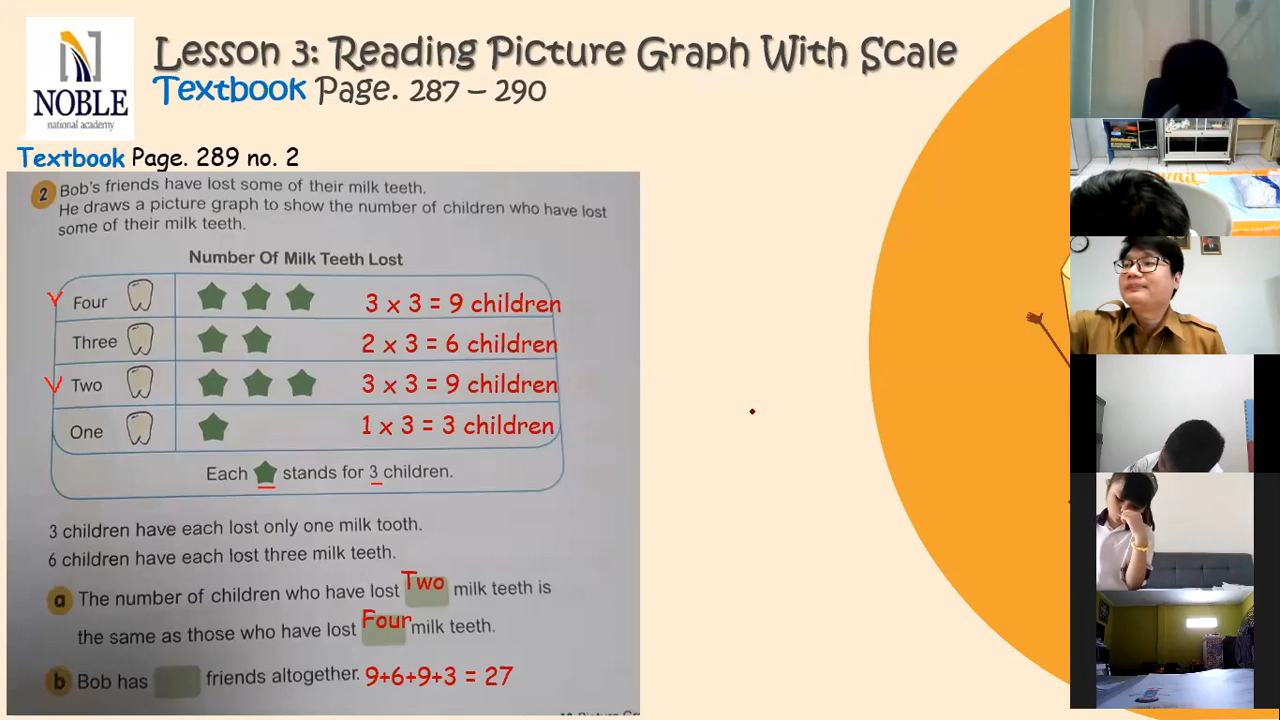 NOBLE
national academy
Lesson 3: Reading Picture Graph With Scale
Textbook Page. 287 – 290
Textbook Page. 289 no. 2
2 Bob's friends have lost some of their milk teeth.
He draws a picture graph to show the number of children who have lost
some of their milk teeth.
Number Of Milk Teeth Lost
Four 3 x 3 = 9 children
Three 2 x 3 = 6 children
Two 3 x 3 = 9 children
One 1 x 3 = 3 children
Each stands for 3 children.
3 children have each lost only one milk tooth.
6 children have each lost three milk teeth.
a The number of children who have lost Two milk teeth is
the same as those who have lost Four milk teeth.
b Bob has friends altogether. 9+6+9+3 = 27